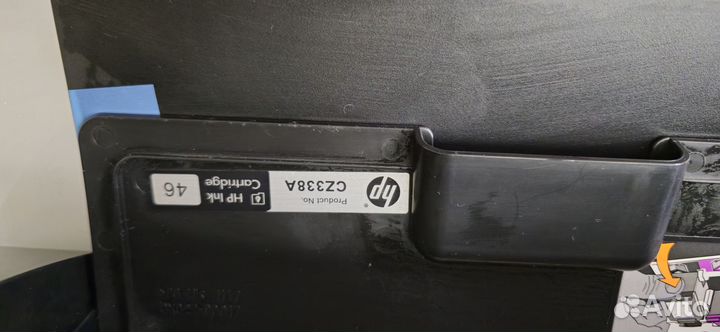 hp
Product No.
CZ338A
HP Ink
Cartridge
46
Avito